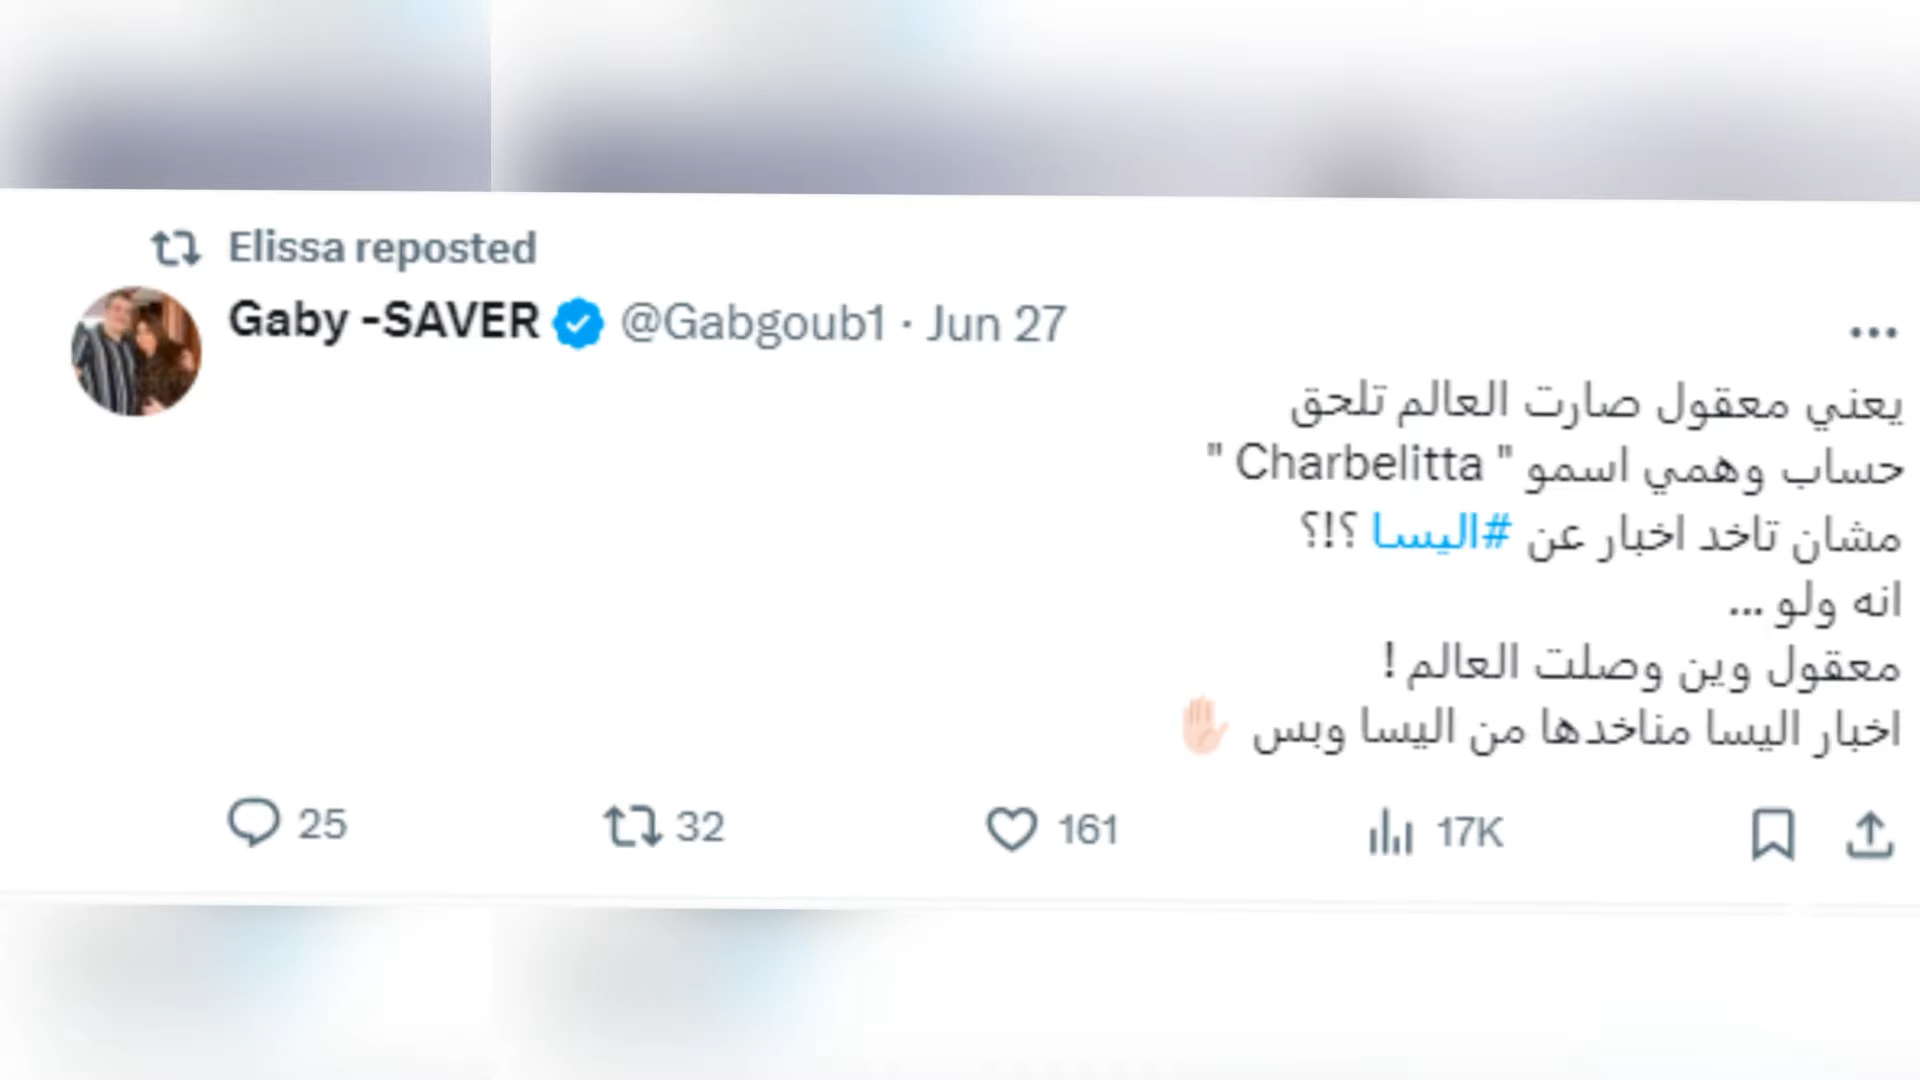 Elissa reposted
Gaby -SAVER @Gabgoub1 · Jun 27
يعني معقول صارت العالم تلحق
حساب وهمي اسمو " Charbelitta "
مشان تاخد اخبار عن #اليسا ؟!؟
انه ولو ...
معقول وين وصلت العالم !
اخبار اليسا مناخدها من اليسا وبس ✋🏻
25 32 161 17K